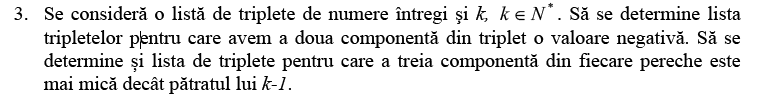 3. Se consideră o listă de triplete de numere întregi şi k, k ∈ N*. Să se determine lista
tripletelor pentru care avem a doua componentă din triplet o valoare negativă. Să se
determine și lista de triplete pentru care a treia componentă din fiecare pereche este
mai mică decât pătratul lui k-1.